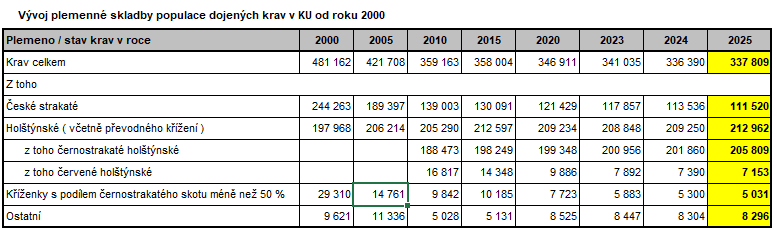 Vývoj plemenné skladby populace dojených krav v KU od roku 2000
Plemeno / stav krav v roce 2000 2005 2010 2015 2020 2023 2024 2025
Krav celkem 481 162 421 708 359 163 358 004 346 911 341 035 336 390 337 809
Z toho
České strakaté 244 263 189 397 139 003 130 091 121 429 117 857 113 536 111 520
Holštýnské ( včetně převodného křížení ) 197 968 206 214 205 290 212 597 209 234 208 848 209 250 212 962
z toho černostrakaté holštýnské 188 473 198 249 199 348 200 956 201 860 205 809
z toho červené holštýnské 16 817 14 348 9 886 7 892 7 390 7 153
Kříženky s podílem černostrakatého skotu méně než 50 % 29 310 14 761 9 842 10 185 7 723 5 883 5 300 5 031
Ostatní 9 621 11 336 5 028 5 131 8 525 8 447 8 304 8 296